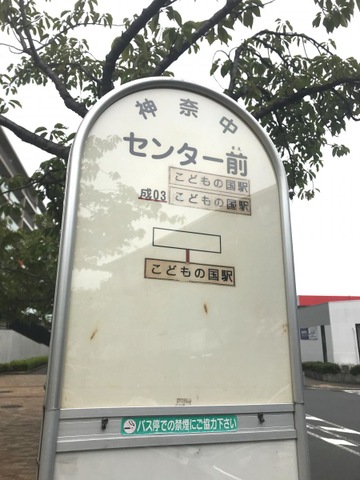 神奈中
センター前
こどもの国駅
成03 こどもの国駅
こどもの国駅
バス停での禁煙にご協力下さい